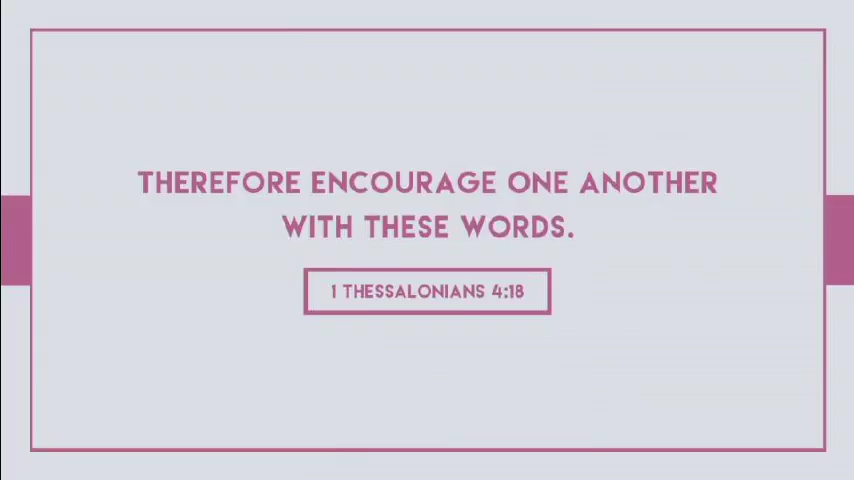 THEREFORE ENCOURAGE ONE ANOTHER
WITH THESE WORDS.
1 THESSALONIANS 4:18